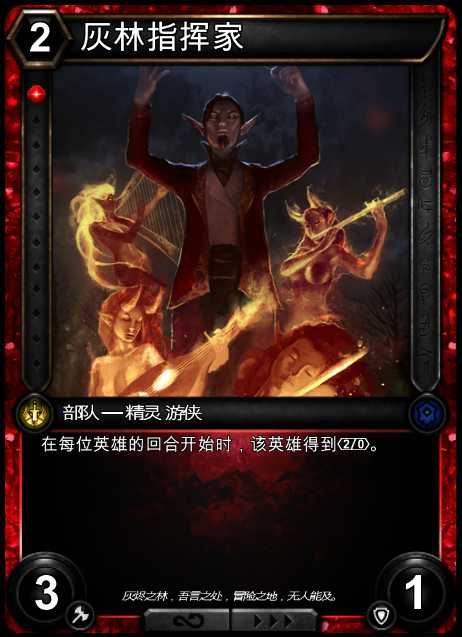 2
灰林指挥家
部队 — 精灵 游侠
在每位英雄的回合开始时，该英雄得到<2/0>。
3
1
灰烬之林，吾言之处，冒险之地，无人能及。